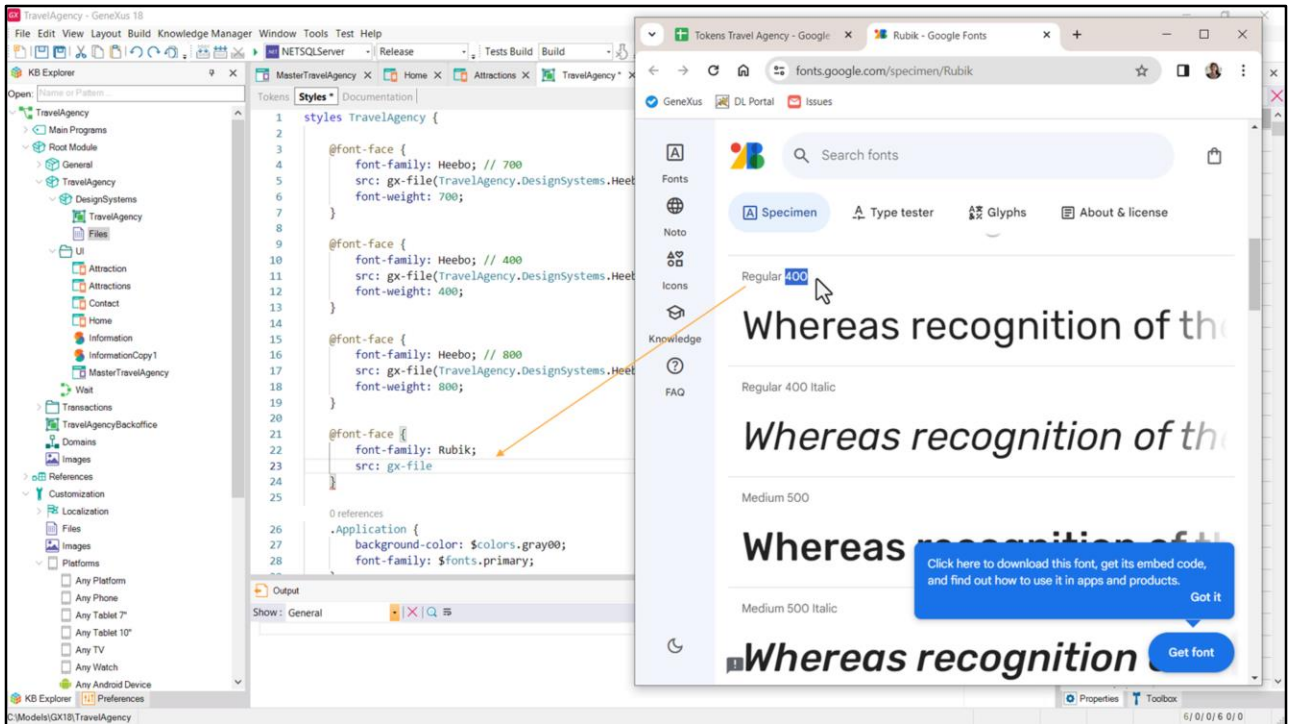 TravelAgency - GeneXus 18
File Edit View Layout Build Knowledge Manager Window Tools Test Help
NETSQLServer Release Tests Build Build
KB Explorer
Open: Name or Pattern...
TravelAgency
Main Programs
Root Module
General
TravelAgency
DesignSystems
TravelAgency
Files
UI
Attraction
Attractions
Contact
Home
Information
InformationCopy1
MasterTravelAgency
Wait
Transactions
TravelAgencyBackoffice
Domains
Images
References
Customization
Localization
Files
Images
Platforms
Any Platform
Any Phone
Any Tablet 7"
Any Tablet 10"
Any TV
Any Watch
Any Android Device
KB Explorer Preferences
C:\Models\GX18\TravelAgency
MasterTravelAgency Home Attractions TravelAgency*
Tokens Styles * Documentation
1 styles TravelAgency {
2
3 @font-face {
4 font-family: Heebo; // 700
5 src: gx-file(TravelAgency.DesignSystems.Heeb
6 font-weight: 700;
7 }
8
9 @font-face {
10 font-family: Heebo; // 400
11 src: gx-file(TravelAgency.DesignSystems.Heeb
12 font-weight: 400;
13 }
14
15 @font-face {
16 font-family: Heebo; // 800
17 src: gx-file(TravelAgency.DesignSystems.Heeb
18 font-weight: 800;
19 }
20
21 @font-face {
22 font-family: Rubik;
23 src: gx-file
24 }
25
0 references
26 .Application {
27 background-color: $colors.gray00;
28 font-family: $fonts.primary;
Output
Show: General
Tokens Travel Agency - Google Rubik - Google Fonts
fonts.google.com/specimen/Rubik
GeneXus DL Portal Issues
Fonts
Noto
Icons
Knowledge
FAQ
Search fonts
Specimen Type tester Glyphs About & license
Regular 400
Whereas recognition of the
Regular 400 Italic
Whereas recognition of the
Medium 500
Whereas recognition of t
Click here to download this font, get its embed code,
and find out how to use it in apps and products.
Got it
Medium 500 Italic
Whereas recognition
Get font
Properties Toolbox
6/ 0/ 0/ 6 0/ 0